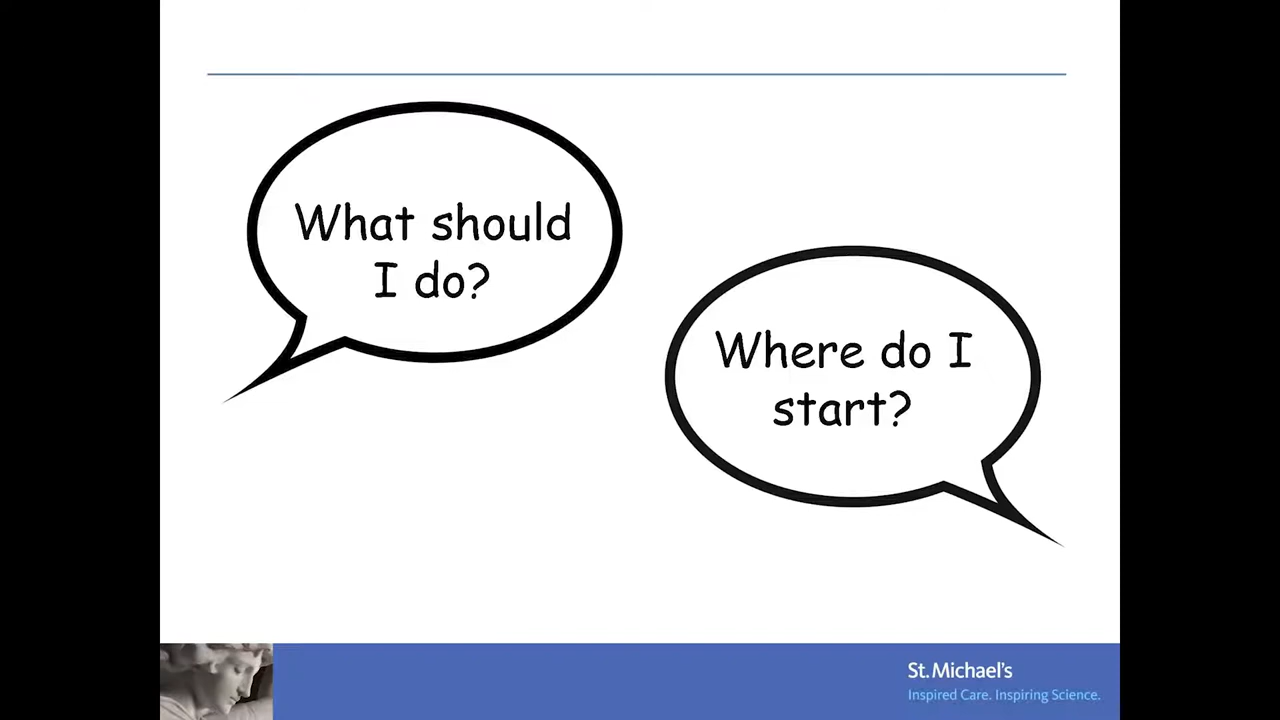 What should
I do?
Where do I
start?
St. Michael's
Inspired Care. Inspiring Science.